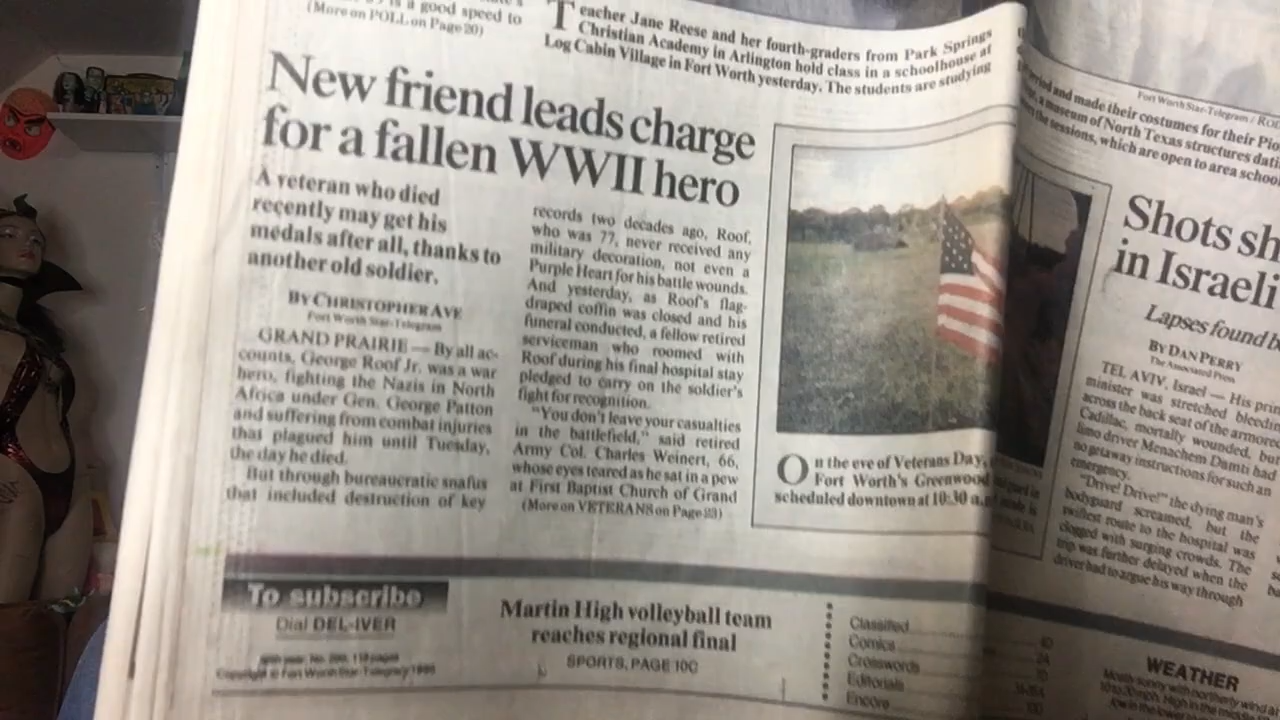 is a good speed to
(More on POLL on Page 20)
Teacher Jane Reese and her fourth-graders from Park Springs
Christian Academy in Arlington hold class in a schoolhouse at
Log Cabin Village in Fort Worth yesterday. The students are studying
New friend leads charge
for a fallen WWII hero
A veteran who died
recently may get his
medals after all, thanks to
another old soldier.
BY CHRISTOPHER AVE
Fort Worth Star-Telegram
GRAND PRAIRIE — By all ac-
counts, George Roof Jr. was a war
hero, fighting the Nazis in North
Africa under Gen. George Patton
and suffering from combat injuries
that plagued him until Tuesday,
the day he died.
But through bureaucratic snafus
that included destruction of key
records two decades ago, Roof,
who was 77, never received any
military decoration, not even a
Purple Heart for his battle wounds.
And yesterday, as Roof's flag-
draped coffin was closed and his
funeral conducted, a fellow retired
serviceman who roomed with
Roof during his final hospital stay
pledged to carry on the soldier's
fight for recognition.
"You don't leave your casualties
in the battlefield," said retired
Army Col. Charles Weinert, 66,
whose eyes teared as he sat in a pew
at First Baptist Church of Grand
(More on VETERANS on Page 23)
On the eve of Veterans Day,
Fort Worth's Greenwood
scheduled downtown at 10:30 a.
Fort Worth Star-Telegram /
and made their costumes for their
a museum of North Texas structures
the sessions, which are open to area
Shots
in Israeli
Lapses found
BY DAN PERRY
The Associated Press
TEL AVIV, Israel — His
minister was stretched
across the back seat of the
Cadillac, mortally wounded, but
limo driver Menachem Damti had
no getaway instructions for such an
emergency.
"Drive! Drive!" the dying man's
bodyguard screamed, but the
swiftest route to the hospital was
clogged with surging crowds. The
trip was further delayed when the
driver had to argue his way through
To subscribe
Dial DEL-IVER
Copyright © Fort Worth Star-Telegram
Martin High volleyball team
reaches regional final
SPORTS, PAGE 10C
Classified
Comics
Crosswords
Editorials
Encore
WEATHER
Mostly sunny with northerly wind